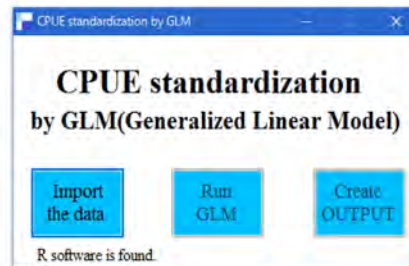 CPUE standardization by GLM
CPUE standardization
by GLM(Generalized Linear Model)
Import
the data
Run
GLM
Create
OUTPUT
R software is found.